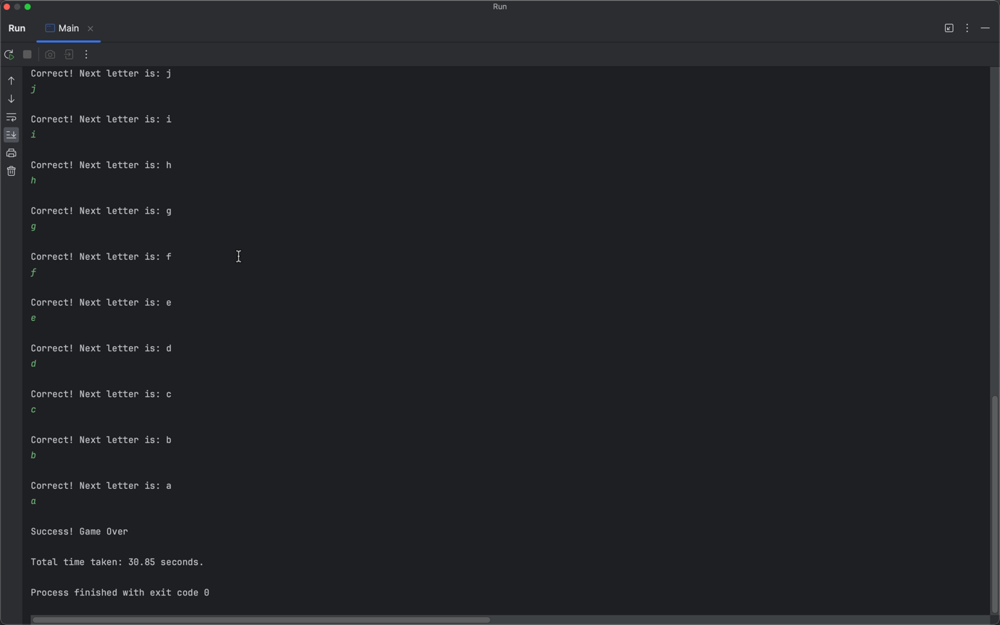 Run
Run
Main
Correct! Next letter is: j
j
Correct! Next letter is: i
i
Correct! Next letter is: h
h
Correct! Next letter is: g
g
Correct! Next letter is: f
f
Correct! Next letter is: e
e
Correct! Next letter is: d
d
Correct! Next letter is: c
c
Correct! Next letter is: b
b
Correct! Next letter is: a
a
Success! Game Over
Total time taken: 30.85 seconds.
Process finished with exit code 0